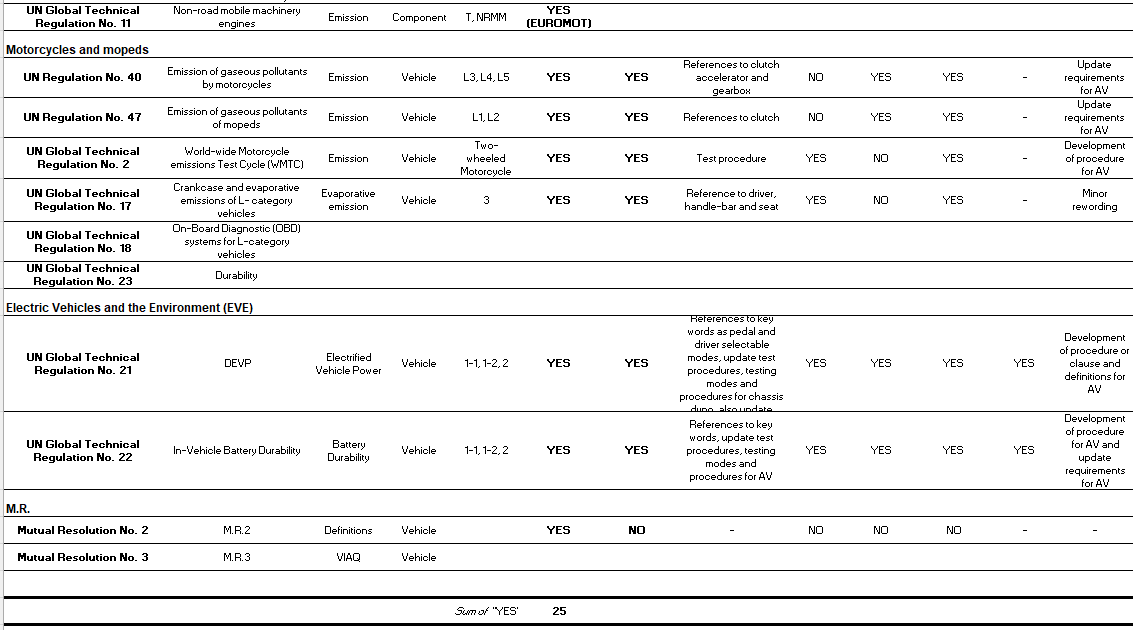 UN Global Technical Regulation No. 11 Non-road mobile machinery engines Emission Component T, NRMM YES (EUROMOT)
Motorcycles and mopeds
UN Regulation No. 40 Emission of gaseous pollutants by motorcycles Emission Vehicle L3, L4, L5 YES YES References to clutch accelerator and gearbox NO YES YES - Update requirements for AV
UN Regulation No. 47 Emission of gaseous pollutants of mopeds Emission Vehicle L1, L2 YES YES References to clutch NO YES YES - Update requirements for AV
UN Global Technical Regulation No. 2 World-wide Motorcycle emissions Test Cycle (WMTC) Emission Vehicle Two-wheeled Motorcycle YES YES Test procedure YES NO YES - Development of procedure for AV
UN Global Technical Regulation No. 17 Crankcase and evaporative emissions of L- category vehicles Evaporative emission Vehicle 3 YES YES Reference to driver, handle-bar and seat YES NO YES - Minor rewording
UN Global Technical Regulation No. 18 On-Board Diagnostic (OBD) systems for L-category vehicles
UN Global Technical Regulation No. 23 Durability
Electric Vehicles and the Environment (EVE)
UN Global Technical Regulation No. 21 DEVP Electrified Vehicle Power Vehicle 1-1, 1-2, 2 YES YES References to key words as pedal and driver selectable modes, update test procedures, testing modes and procedures for chassis dyno, also update YES YES YES YES Development of procedure or clause and definitions for AV
UN Global Technical Regulation No. 22 In-Vehicle Battery Durability Battery Durability Vehicle 1-1, 1-2, 2 YES YES References to key words, update test procedures, testing modes and procedures for AV YES YES YES YES Development of procedure for AV and update requirements for AV
M.R.
Mutual Resolution No. 2 M.R.2 Definitions Vehicle YES NO - NO NO NO - -
Mutual Resolution No. 3 M.R.3 VIAQ Vehicle
Sum of "YES' 25